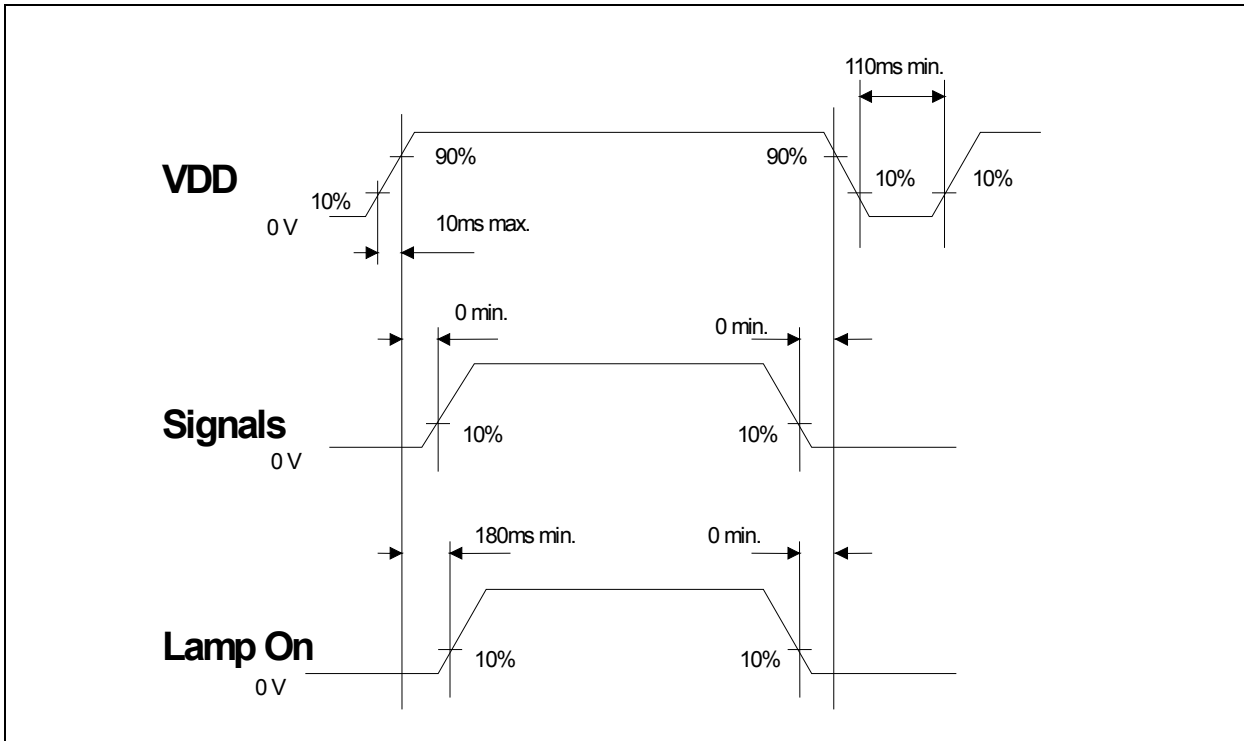 110ms min.
VDD
90%
90%
10%
10%
10%
0 V
10ms max.
0 min.
0 min.
Signals
10%
10%
0 V
180ms min.
0 min.
Lamp On
10%
10%
0 V